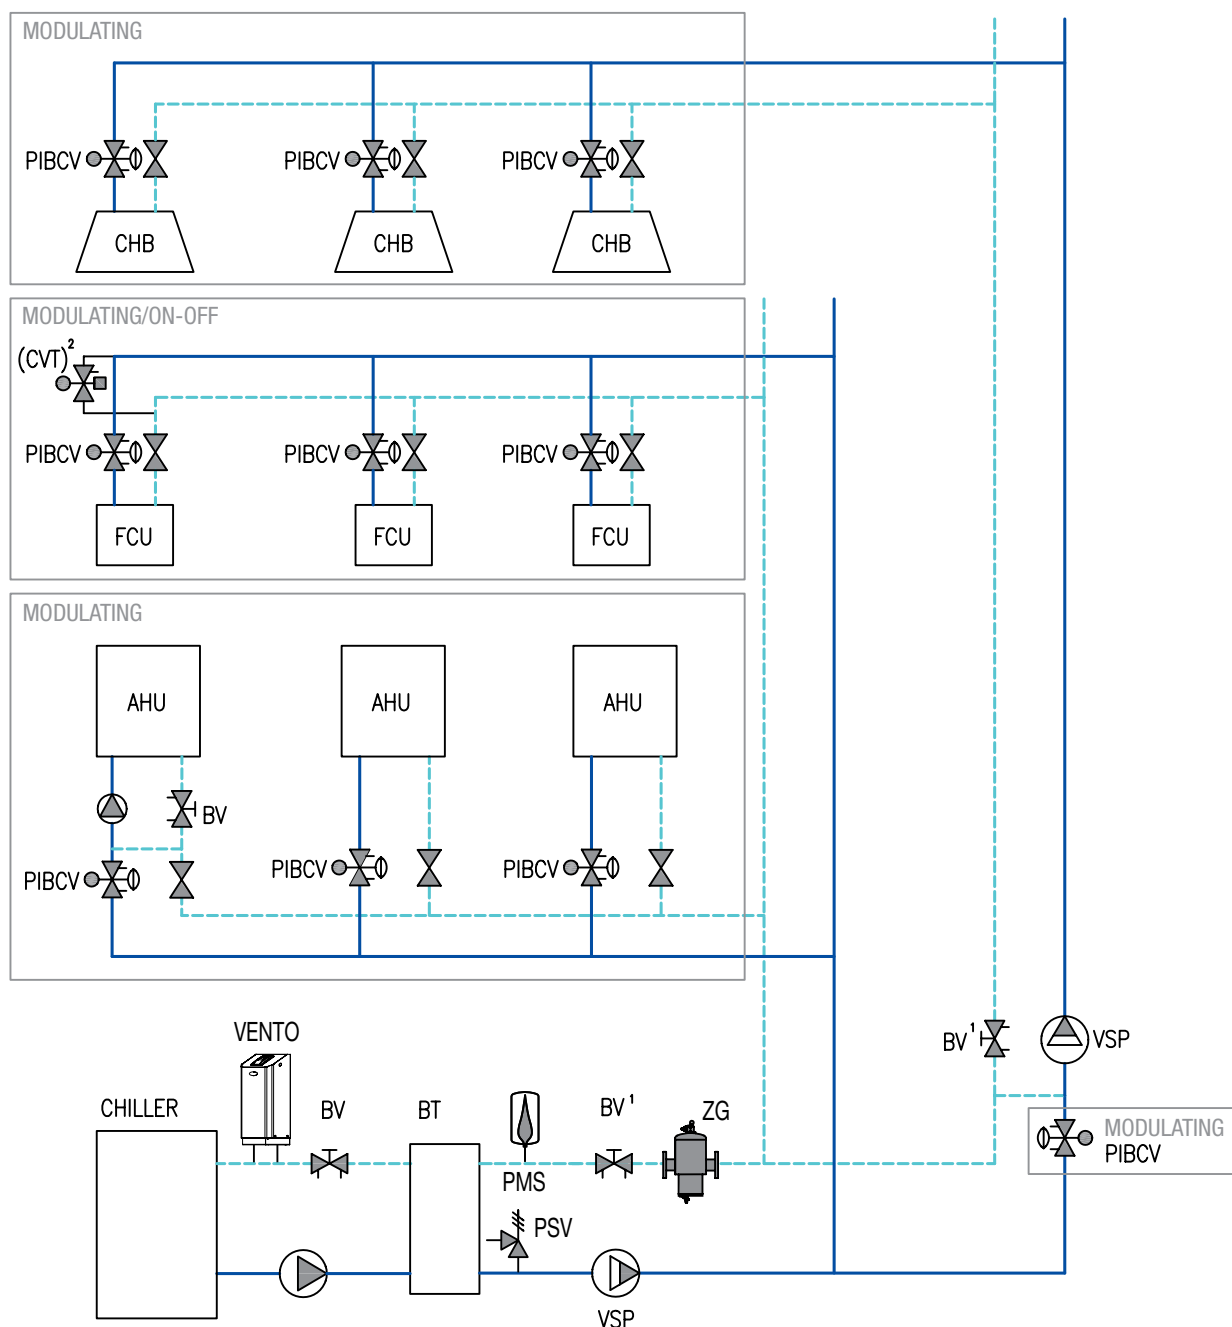 MODULATING
PIBCV
PIBCV
PIBCV
CHB
CHB
CHB
MODULATING/ON-OFF
(CVT)²
PIBCV
PIBCV
PIBCV
FCU
FCU
FCU
MODULATING
AHU
AHU
AHU
BV
PIBCV
PIBCV
PIBCV
VENTO
BV¹
VSP
CHILLER
BV
BT
BV¹
ZG
MODULATING
PIBCV
PMS
PSV
VSP